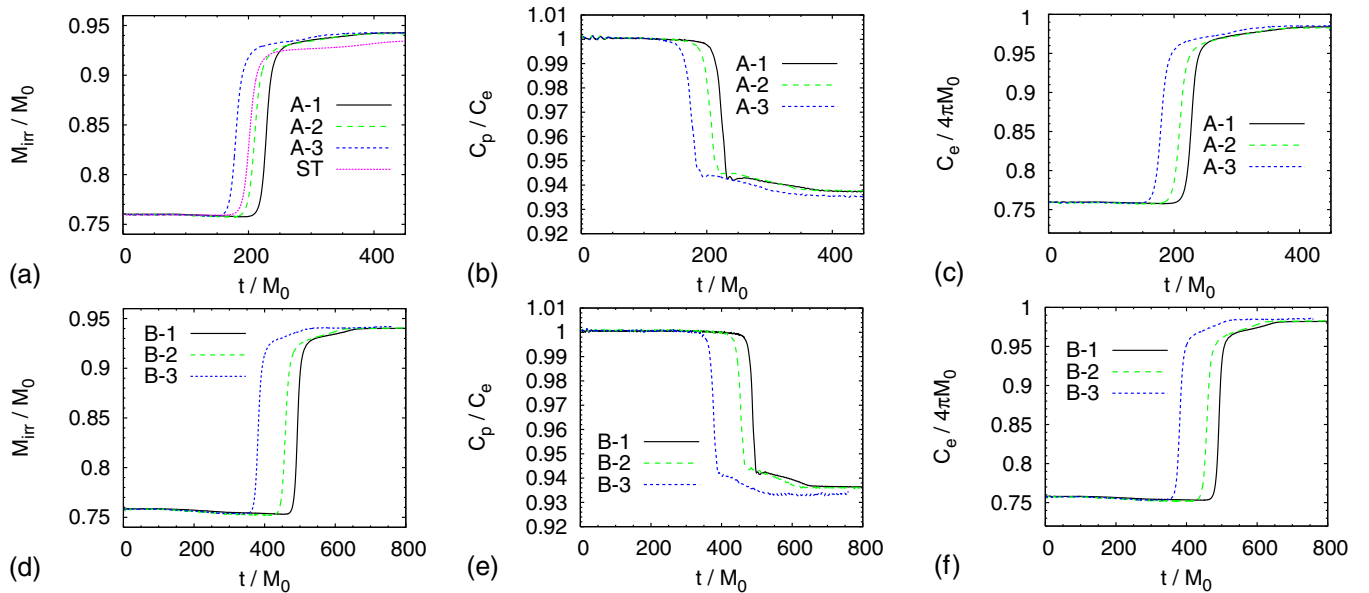 0.95
0.9
0.85
0.8
0.75
M_irr / M_0
A-1
A-2
A-3
ST
0 200 400
t / M_0
(a)
1.01
1
0.99
0.98
0.97
0.96
0.95
0.94
0.93
0.92
C_p / C_e
A-1
A-2
A-3
0 200 400
t / M_0
(b)
1
0.95
0.9
0.85
0.8
0.75
C_e / 4πM_0
A-1
A-2
A-3
0 200 400
t / M_0
(c)
0.95
0.9
0.85
0.8
0.75
M_irr / M_0
B-1
B-2
B-3
0 200 400 600 800
t / M_0
(d)
1.01
1
0.99
0.98
0.97
0.96
0.95
0.94
0.93
0.92
C_p / C_e
B-1
B-2
B-3
0 200 400 600 800
t / M_0
(e)
1
0.95
0.9
0.85
0.8
0.75
C_e / 4πM_0
B-1
B-2
B-3
0 200 400 600 800
t / M_0
(f)